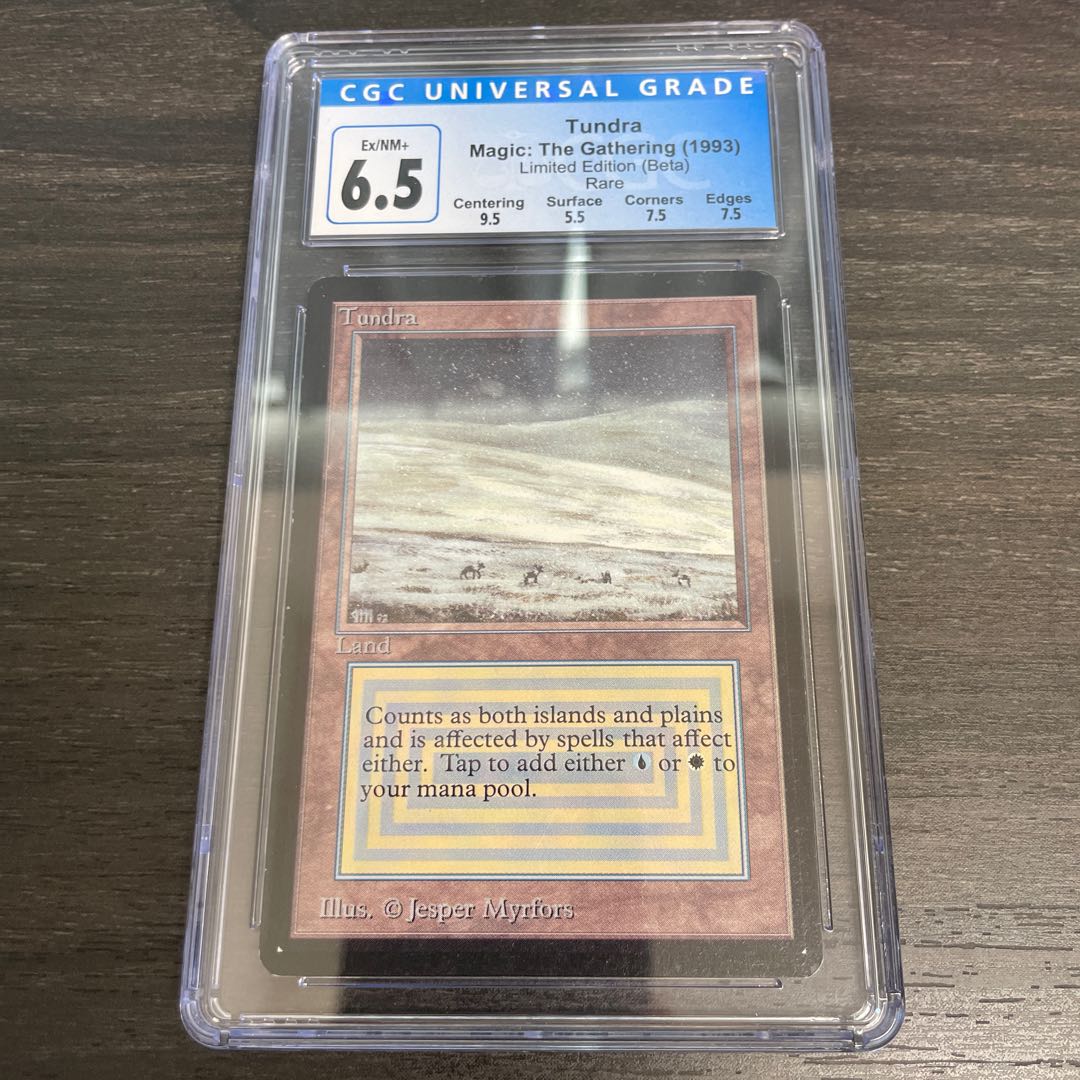 CGC UNIVERSAL GRADE
Ex/NM+
6.5
Tundra
Magic: The Gathering (1993)
Limited Edition (Beta)
Rare
Centering Surface Corners Edges
9.5 5.5 7.5 7.5
Tundra
Land
Counts as both islands and plains
and is affected by spells that affect
either. Tap to add either or to
your mana pool.
Illus. © Jesper Myrfors